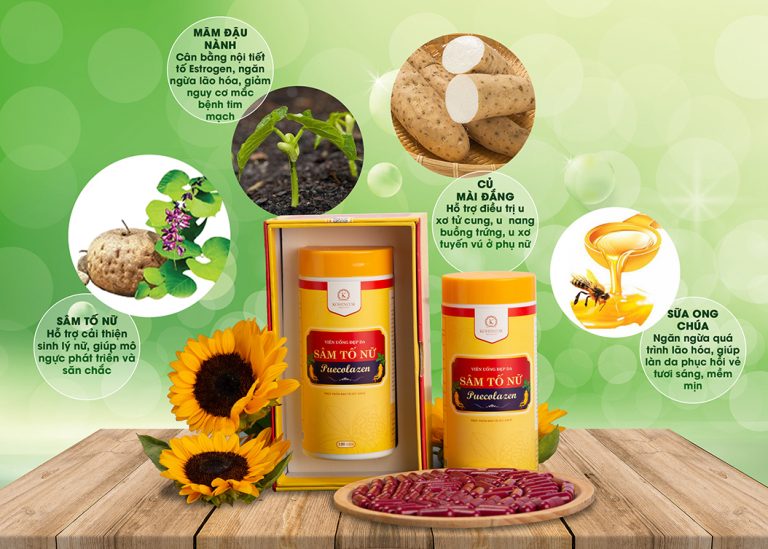 MẦM ĐẬU
NÀNH
Cân bằng nội tiết
tố Estrogen, ngăn
ngừa lão hóa, giảm
nguy cơ mắc
bệnh tim
mạch
CỦ
MÀI ĐẮNG
Hỗ trợ điều trị u
xơ tử cung, u nang
buồng trứng, u xơ
tuyến vú ở phụ nữ
SÂM TỐ NỮ
Hỗ trợ cải thiện
sinh lý nữ, giúp mô
ngực phát triển và
săn chắc
SỮA ONG
CHÚA
Ngăn ngừa quá
trình lão hóa, giúp
làn da phục hồi vẻ
tươi sáng, mềm
mịn
K
VIÊN UỐNG ĐẸP DA
SÂM TỐ NỮ
Puecolazen
K
VIÊN UỐNG ĐẸP DA
SÂM TỐ NỮ
Puecolazen